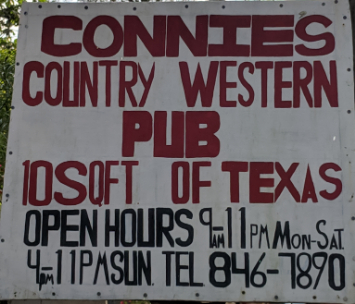 CONNIES
COUNTRY WESTERN
PUB
10SQFT OF TEXAS
OPEN HOURS 9AM-11PM MON-SAT.
4PM-11PM SUN. TEL. 846-7890